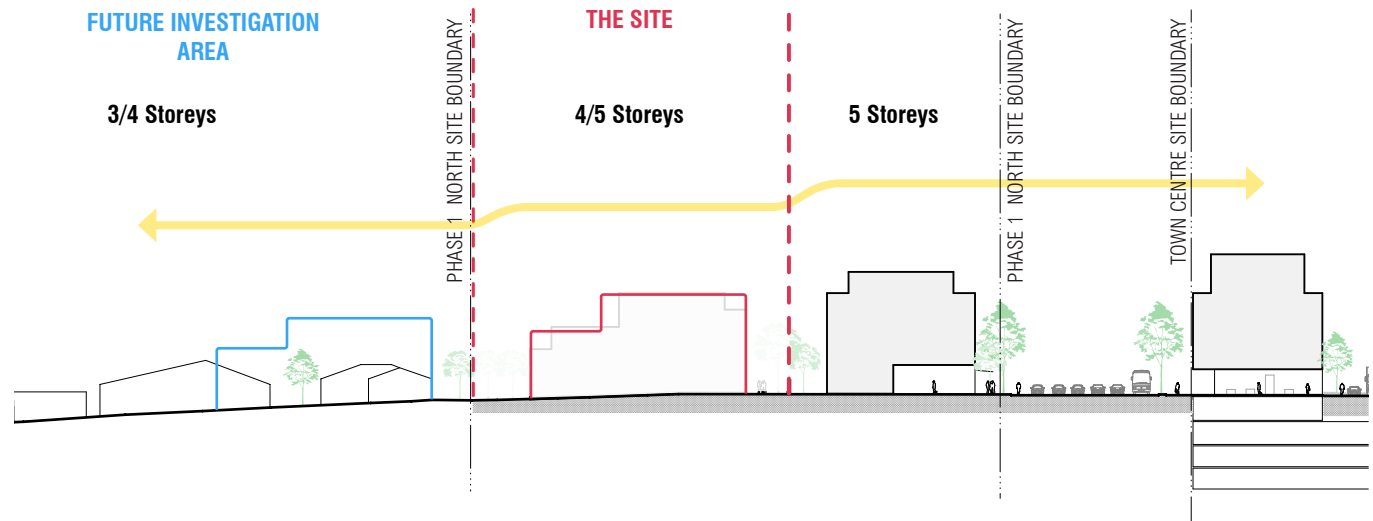 FUTURE INVESTIGATION
AREA
THE SITE
3/4 Storeys
4/5 Storeys
5 Storeys
PHASE 1 NORTH SITE BOUNDARY
PHASE 1 NORTH SITE BOUNDARY
TOWN CENTRE SITE BOUNDARY